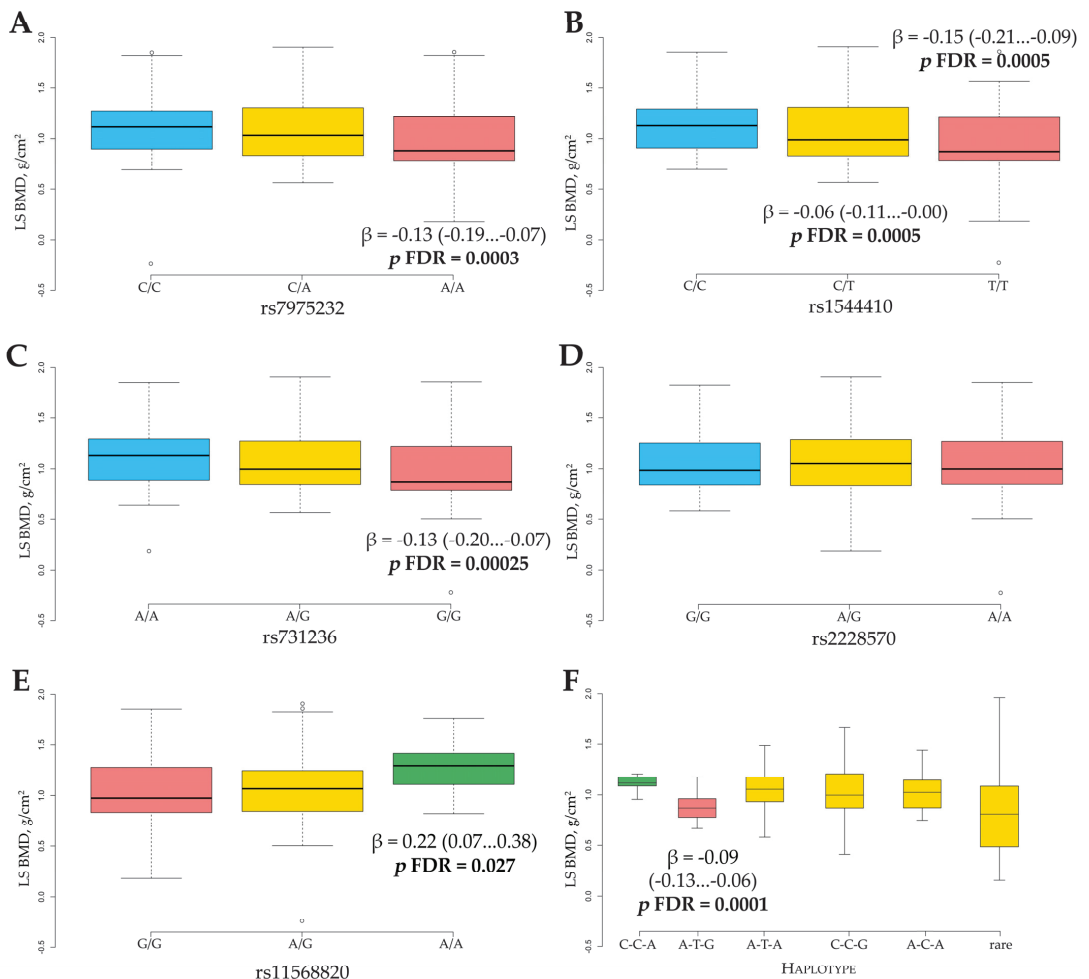 A
LS BMD, g/cm²
2.0
1.5
1.0
0.5
0.0
-0.5
β = -0.13 (-0.19...-0.07)
p FDR = 0.0003
C/C C/A A/A
rs7975232
B
LS BMD, g/cm²
2.0
1.5
1.0
0.5
0.0
-0.5
β = -0.15 (-0.21...-0.09)
p FDR = 0.0005
β = -0.06 (-0.11...-0.00)
p FDR = 0.0005
C/C C/T T/T
rs1544410
C
LS BMD, g/cm²
2.0
1.5
1.0
0.5
0.0
-0.5
β = -0.13 (-0.20...-0.07)
p FDR = 0.00025
A/A A/G G/G
rs731236
D
LS BMD, g/cm²
2.0
1.5
1.0
0.5
0.0
-0.5
G/G A/G A/A
rs2228570
E
LS BMD, g/cm²
2.0
1.5
1.0
0.5
0.0
-0.5
β = 0.22 (0.07...0.38)
p FDR = 0.027
G/G A/G A/A
rs11568820
F
LS BMD, g/cm²
2.0
1.5
1.0
0.5
0.0
-0.5
β = -0.09
(-0.13...-0.06)
p FDR = 0.0001
C-C-A A-T-G A-T-A C-C-G A-C-A rare
HAPLOTYPE